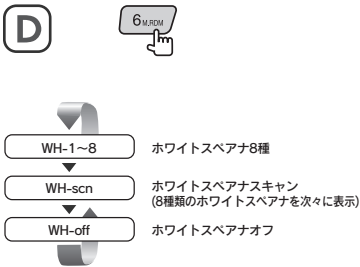 D
6 M.RDM
WH-1~8
ホワイトスペアナ8種
WH-scn
ホワイトスペアナスキャン
(8種類のホワイトスペアナを次々に表示)
WH-off
ホワイトスペアナオフ